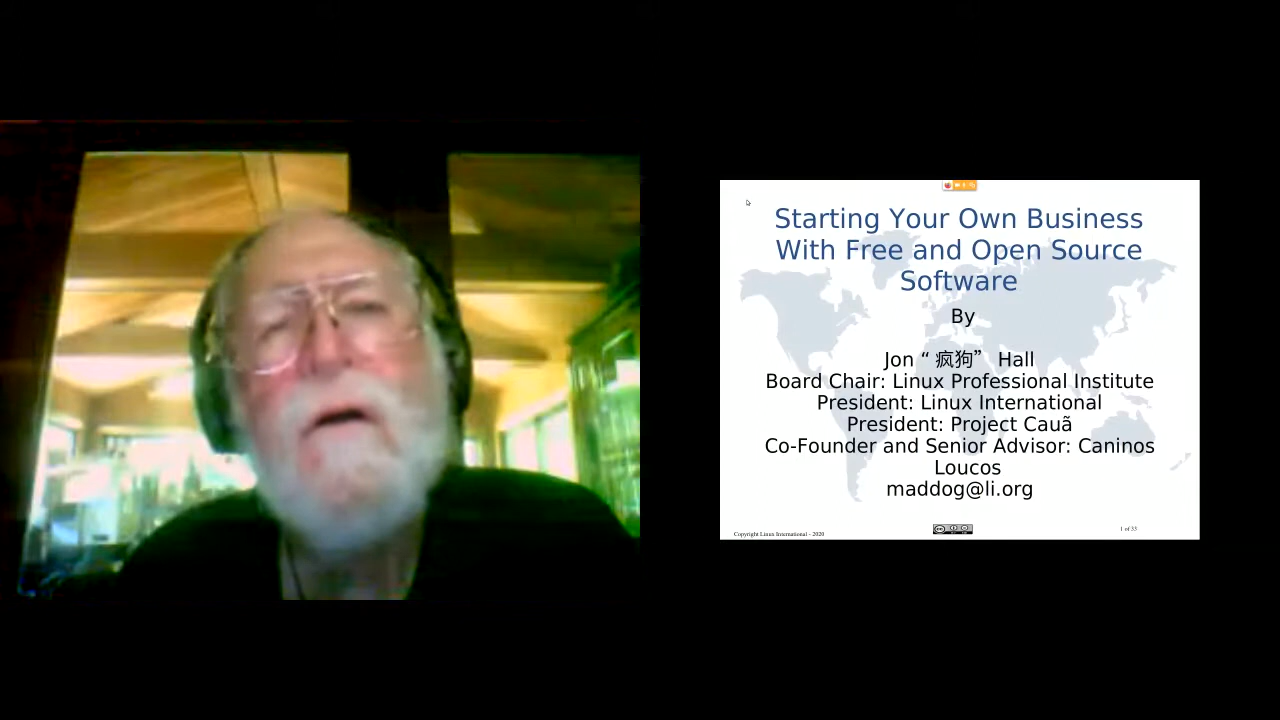 Starting Your Own Business
With Free and Open Source
Software
By
Jon “ 疯狗” Hall
Board Chair: Linux Professional Institute
President: Linux International
President: Project Cauã
Co-Founder and Senior Advisor: Caninos
Loucos
maddog@li.org
Copyright Linux International - 2020
1 of 33